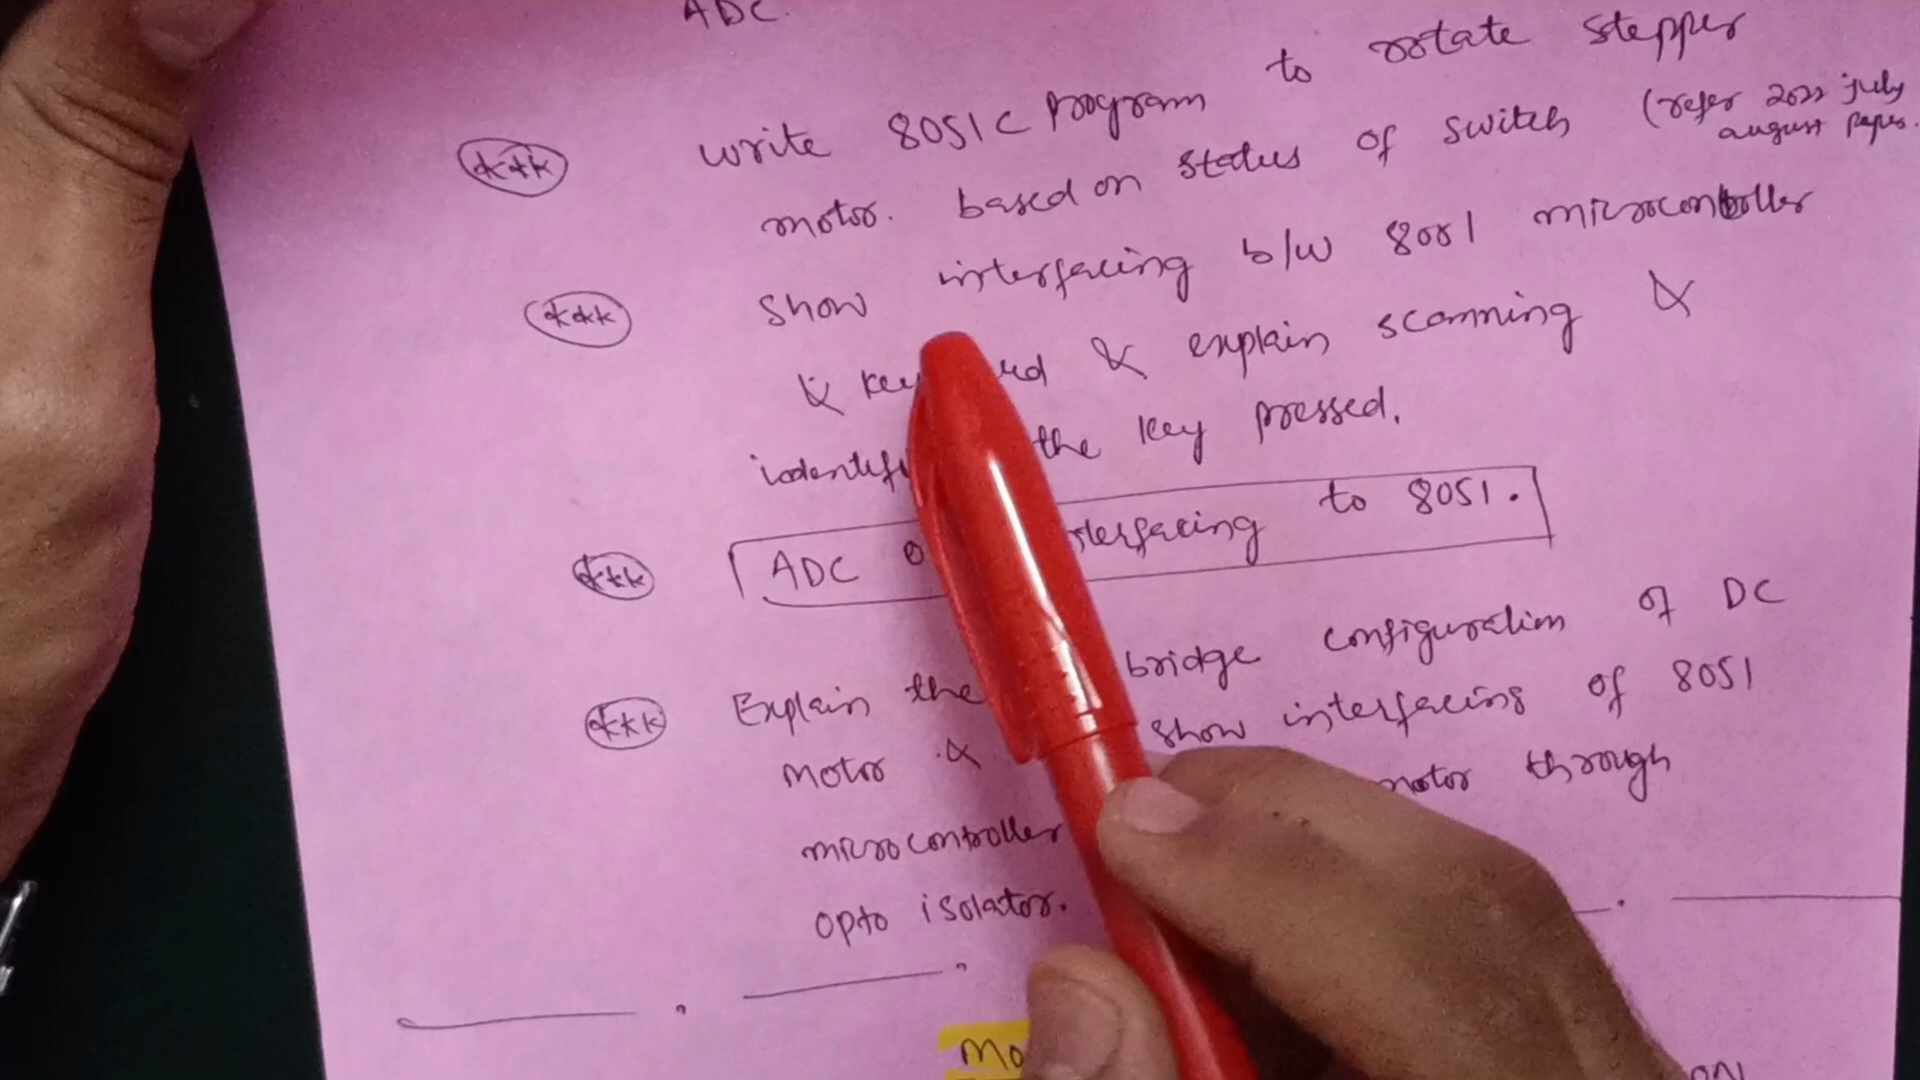 ADC.
*** write 8051 C program to rotate stepper
motor. based on status of switch (refer 2022 july
august paper.
*** show interfacing b/w 8051 microcontroller
& & explain scanning &
the key pressed.
*** ADC interfacing to 8051.
*** Explain the bridge configuration of DC
motor & show interfacing of 8051
microcontroller motor through
opto isolator.